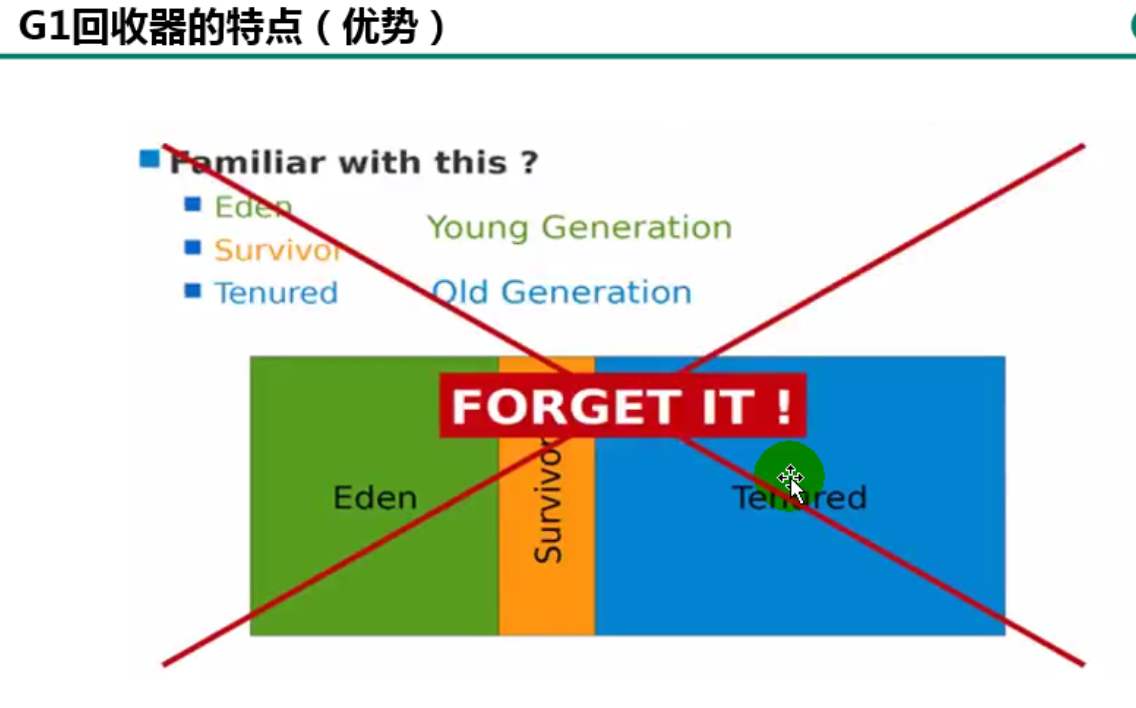 G1回收器的特点（优势）
Familiar with this ?
Eden
Survivor
Tenured
Young Generation
Old Generation
FORGET IT !
Eden
Survivor
Tenured